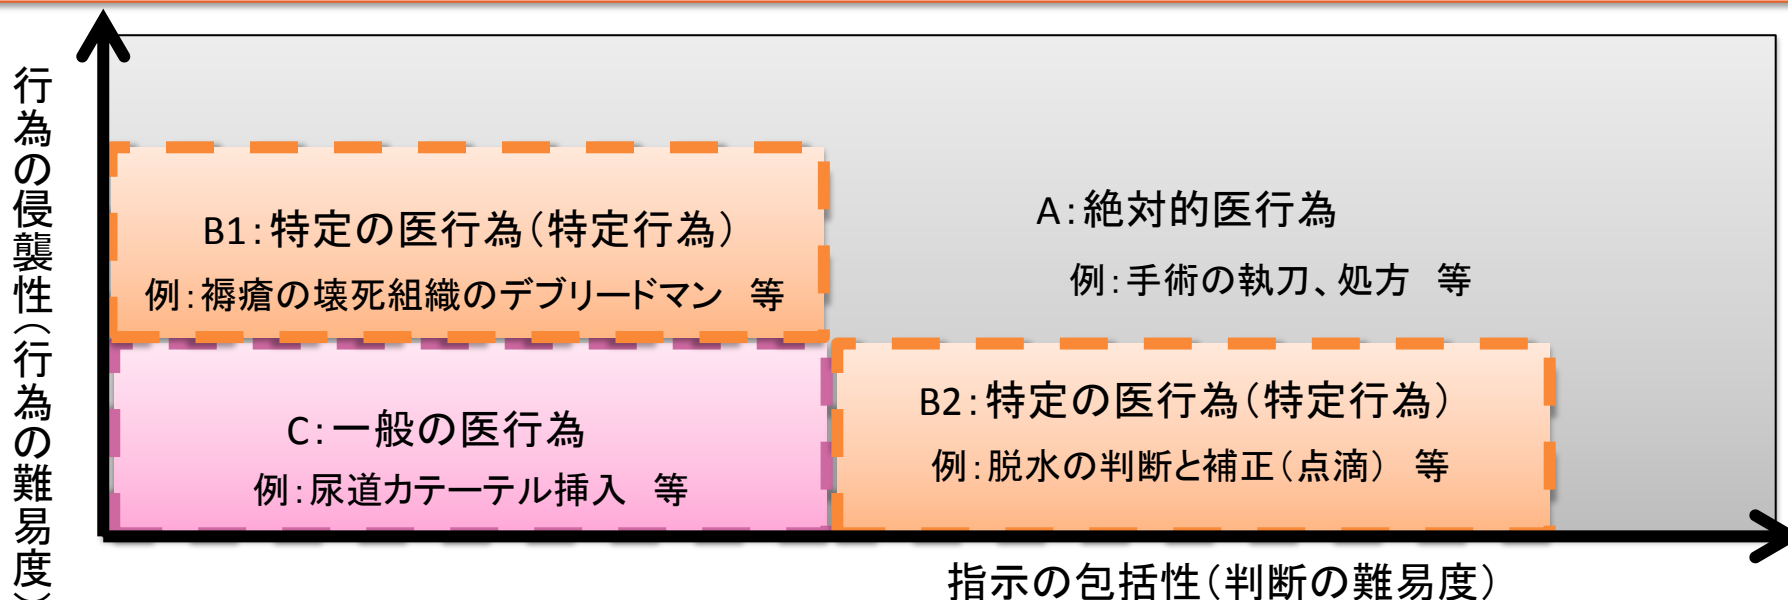 行為の侵襲性（行為の難易度）
B1：特定の医行為（特定行為）
例：褥瘡の壊死組織のデブリードマン　等
A：絶対的医行為
例：手術の執刀、処方　等
C：一般の医行為
例：尿道カテーテル挿入　等
B2：特定の医行為（特定行為）
例：脱水の判断と補正（点滴）　等
指示の包括性（判断の難易度）